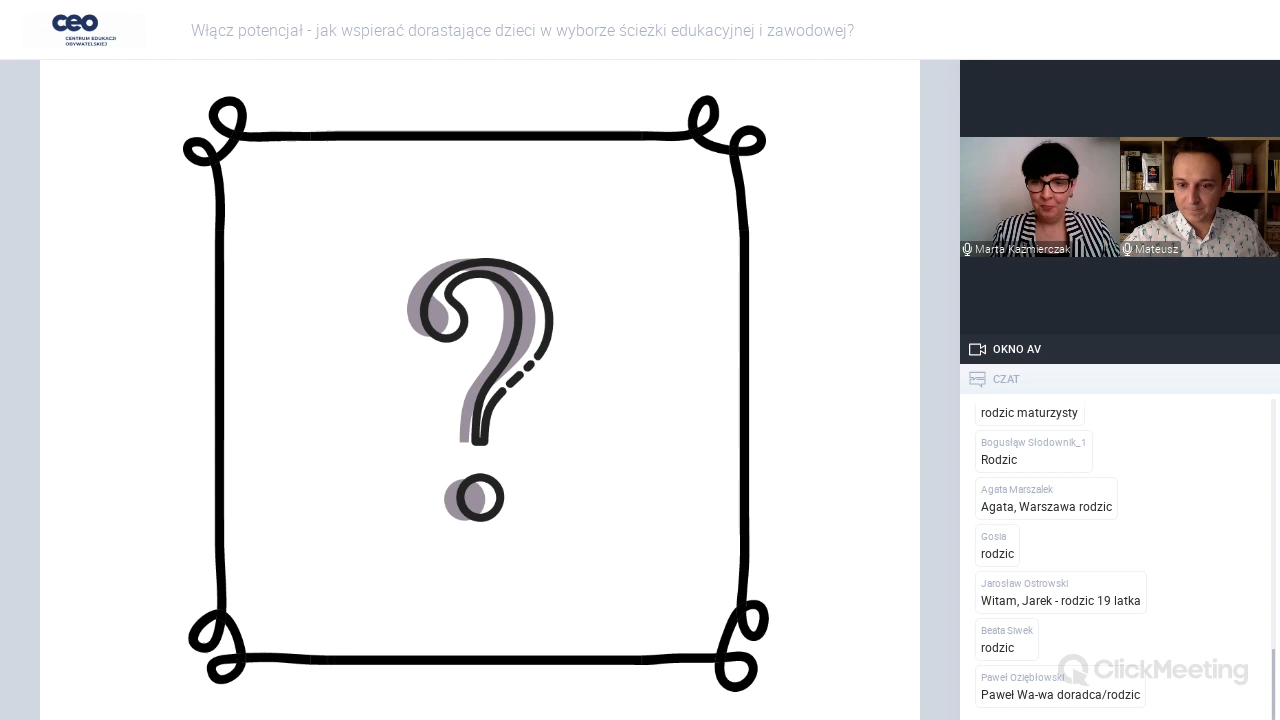 ceo
CENTRUM EDUKACJI
OBYWATELSKIEJ
Włącz potencjał - jak wspierać dorastające dzieci w wyborze ścieżki edukacyjnej i zawodowej?
?
Marta Kaźmierczak
Mateusz
OKNO AV
CZAT
rodzic maturzysty
Bogusław Słodownik_1
Rodzic
Agata Marszalek
Agata, Warszawa rodzic
Gosia
rodzic
Jarosław Ostrowski
Witam, Jarek - rodzic 19 latka
Beata Siwek
rodzic
Paweł Oziębłowski
Paweł Wa-wa doradca/rodzic
ClickMeeting